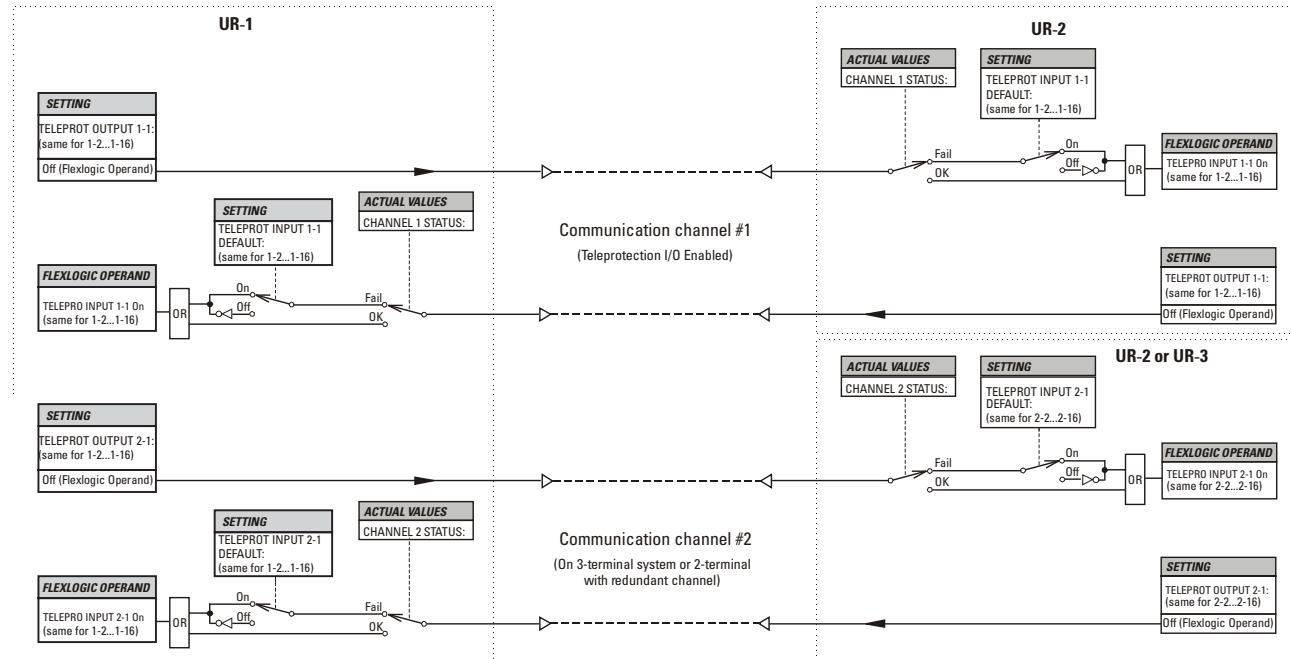 UR-1
SETTING
TELEPROT OUTPUT 1-1:
(same for 1-2...1-16)
Off (Flexlogic Operand)
SETTING
TELEPROT INPUT 1-1
DEFAULT:
(same for 1-2...1-16)
ACTUAL VALUES
CHANNEL 1 STATUS:
FLEXLOGIC OPERAND
TELEPRO INPUT 1-1 On
(same for 1-2...1-16)
OR
On
Off
Fail
OK
SETTING
TELEPROT OUTPUT 2-1:
(same for 1-2...1-16)
Off (Flexlogic Operand)
SETTING
TELEPROT INPUT 2-1
DEFAULT:
(same for 1-2...1-16)
ACTUAL VALUES
CHANNEL 2 STATUS:
FLEXLOGIC OPERAND
TELEPRO INPUT 2-1 On
(same for 1-2...1-16)
OR
On
Off
Fail
OK
Communication channel #1
(Teleprotection I/O Enabled)
Communication channel #2
(On 3-terminal system or 2-terminal
with redundant channel)
UR-2
ACTUAL VALUES
CHANNEL 1 STATUS:
SETTING
TELEPROT INPUT 1-1
DEFAULT:
(same for 1-2...1-16)
Fail
OK
On
Off
OR
FLEXLOGIC OPERAND
TELEPRO INPUT 1-1 On
(same for 1-2...1-16)
SETTING
TELEPROT OUTPUT 1-1:
(same for 1-2...1-16)
Off (Flexlogic Operand)
UR-2 or UR-3
ACTUAL VALUES
CHANNEL 2 STATUS:
SETTING
TELEPROT INPUT 2-1
DEFAULT:
(same for 2-2...2-16)
Fail
OK
On
Off
OR
FLEXLOGIC OPERAND
TELEPRO INPUT 2-1 On
(same for 2-2...2-16)
SETTING
TELEPROT OUTPUT 2-1:
(same for 2-2...2-16)
Off (Flexlogic Operand)